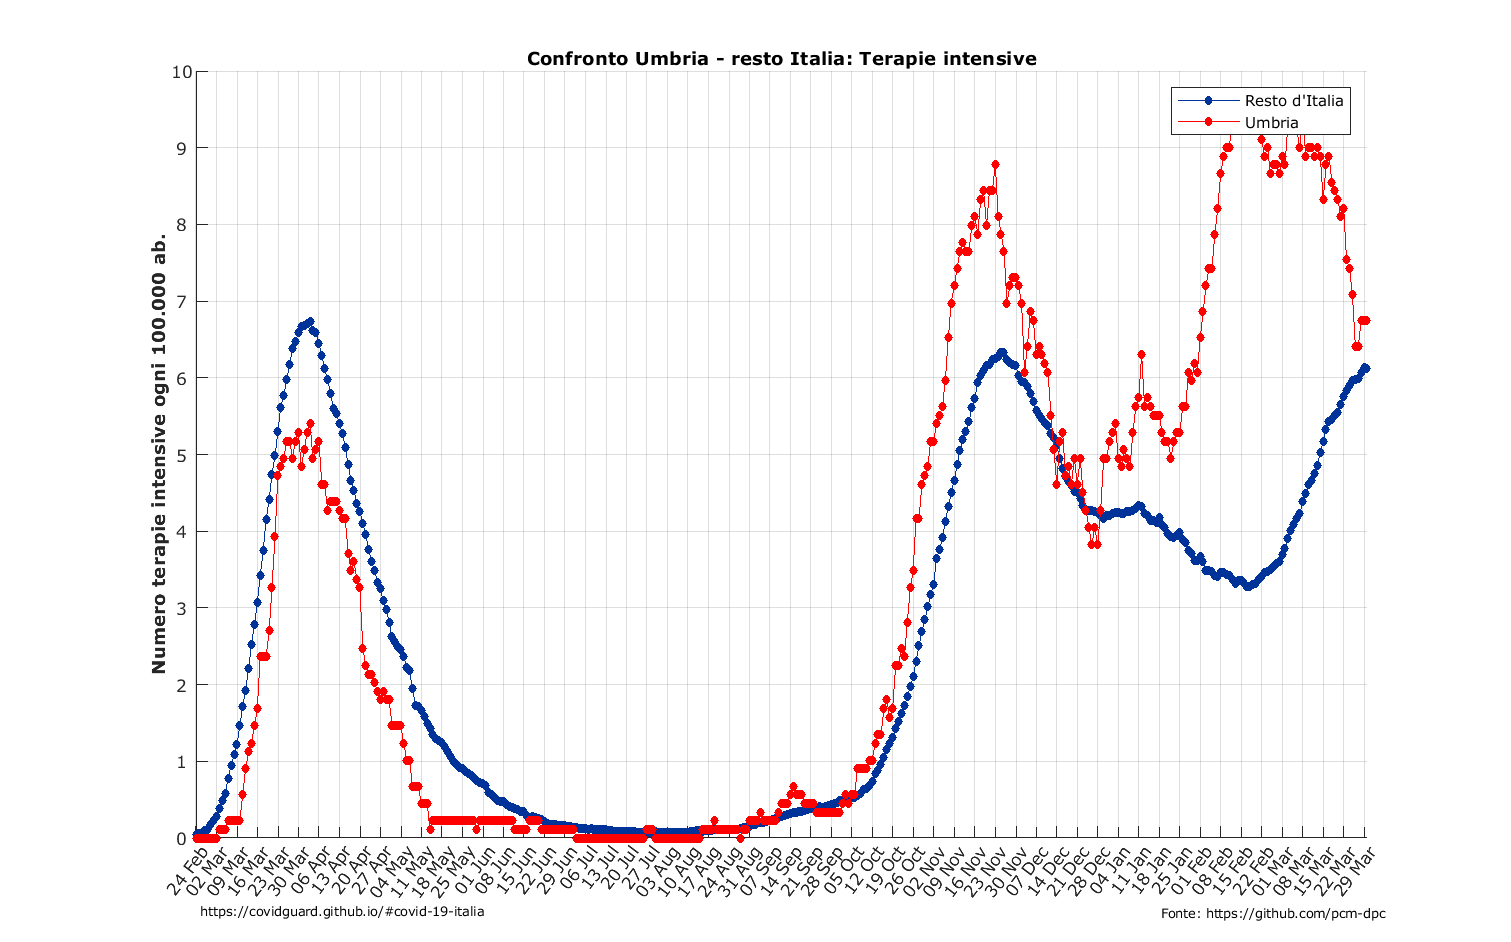 Confronto Umbria - resto Italia: Terapie intensive
Resto d'Italia
Umbria
Numero terapie intensive ogni 100.000 ab.
10
9
8
7
6
5
4
3
2
1
0
24 Feb
02 Mar
09 Mar
16 Mar
23 Mar
30 Mar
06 Apr
13 Apr
20 Apr
27 Apr
04 May
11 May
18 May
25 May
01 Jun
08 Jun
15 Jun
22 Jun
29 Jun
06 Jul
13 Jul
20 Jul
27 Jul
03 Aug
10 Aug
17 Aug
24 Aug
31 Aug
07 Sep
14 Sep
21 Sep
28 Sep
05 Oct
12 Oct
19 Oct
26 Oct
02 Nov
09 Nov
16 Nov
23 Nov
30 Nov
07 Dec
14 Dec
21 Dec
28 Dec
04 Jan
11 Jan
18 Jan
25 Jan
01 Feb
08 Feb
15 Feb
22 Feb
01 Mar
08 Mar
15 Mar
22 Mar
29 Mar
https://covidguard.github.io/#covid-19-italia
Fonte: https://github.com/pcm-dpc